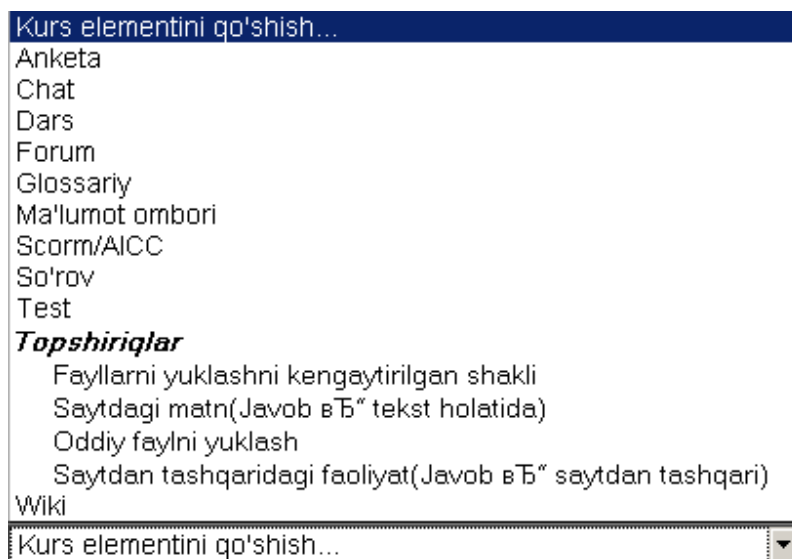 Kurs elementini qo'shish...
Anketa
Chat
Dars
Forum
Glossariy
Ma'lumot ombori
Scorm/AICC
So'rov
Test
Topshiriqlar
Fayllarni yuklashni kengaytirilgan shakli
Saytdagi matn(Javob вЂ“ tekst holatida)
Oddiy faylni yuklash
Saytdan tashqaridagi faoliyat(Javob вЂ“ saytdan tashqari)
Wiki
Kurs elementini qo'shish...